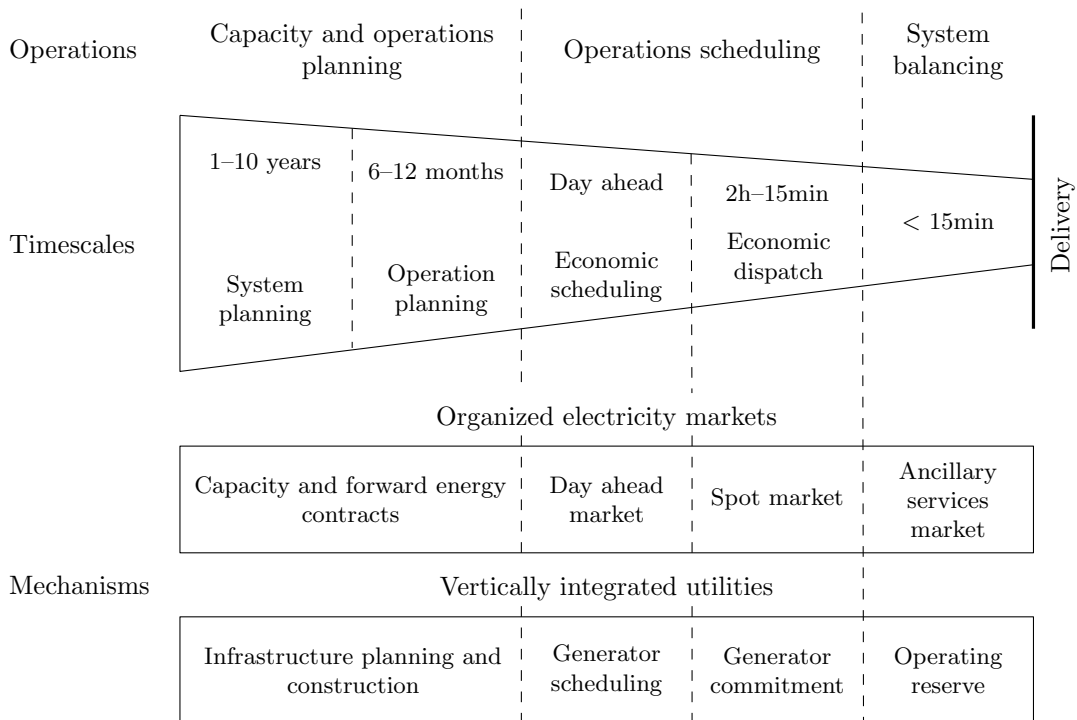 Operations
Capacity and operations
planning
Operations scheduling
System
balancing
Timescales
1–10 years
6–12 months
Day ahead
2h–15min
< 15min
System
planning
Operation
planning
Economic
scheduling
Economic
dispatch
Delivery
Organized electricity markets
Capacity and forward energy
contracts
Day ahead
market
Spot market
Ancillary
services
market
Mechanisms
Vertically integrated utilities
Infrastructure planning and
construction
Generator
scheduling
Generator
commitment
Operating
reserve